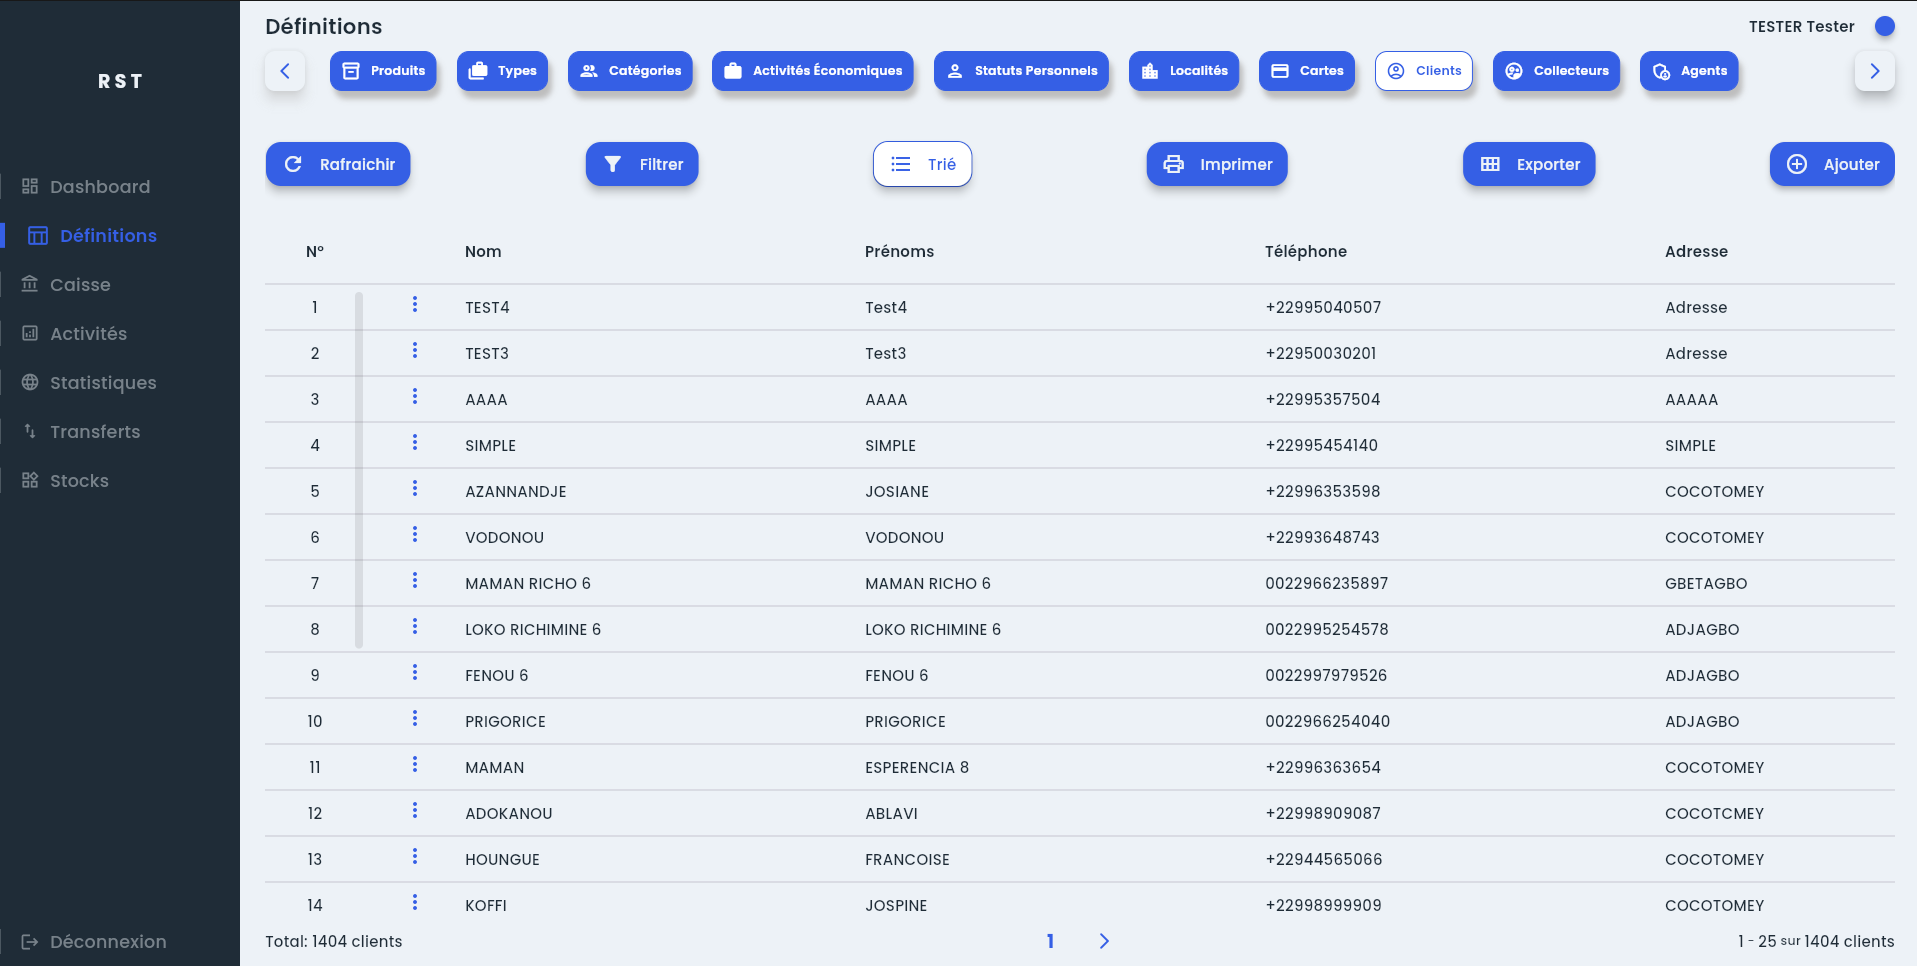 RST
Dashboard
Définitions
Caisse
Activités
Statistiques
Transferts
Stocks
Déconnexion
Définitions
TESTER Tester
Produits Types Catégories Activités Économiques Statuts Personnels Localités Cartes Clients Collecteurs Agents
Rafraichir Filtrer Trié Imprimer Exporter Ajouter
N° Nom Prénoms Téléphone Adresse
1 TEST4 Test4 +22995040507 Adresse
2 TEST3 Test3 +22950030201 Adresse
3 AAAA AAAA +22995357504 AAAAA
4 SIMPLE SIMPLE +22995454140 SIMPLE
5 AZANNANDJE JOSIANE +22996353598 COCOTOMEY
6 VODONOU VODONOU +22993648743 COCOTOMEY
7 MAMAN RICHO 6 MAMAN RICHO 6 0022966235897 GBETAGBO
8 LOKO RICHIMINE 6 LOKO RICHIMINE 6 0022995254578 ADJAGBO
9 FENOU 6 FENOU 6 0022997979526 ADJAGBO
10 PRIGORICE PRIGORICE 0022966254040 ADJAGBO
11 MAMAN ESPERENCIA 8 +22996363654 COCOTOMEY
12 ADOKANOU ABLAVI +22998909087 COCOTCMEY
13 HOUNGUE FRANCOISE +22944565066 COCOTOMEY
14 KOFFI JOSPINE +22998999909 COCOTOMEY
Total: 1404 clients 1 1 - 25 sur 1404 clients